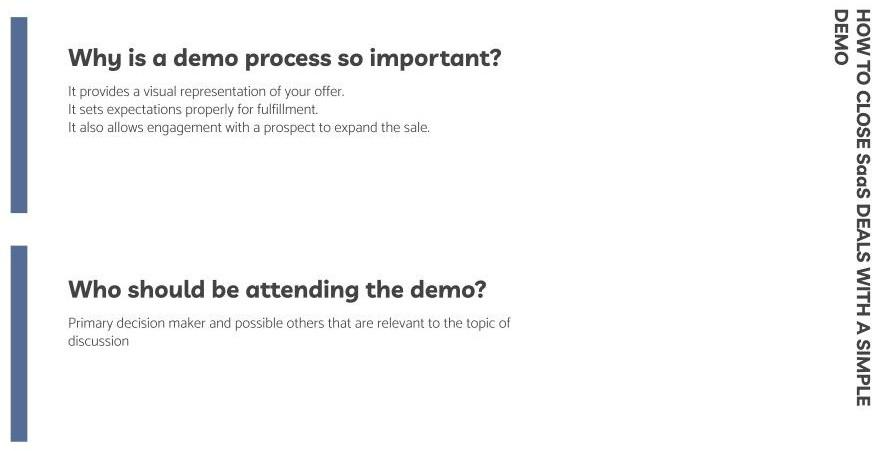 Why is a demo process so important?
It provides a visual representation of your offer.
It sets expectations properly for fulfillment.
It also allows engagement with a prospect to expand the sale.
Who should be attending the demo?
Primary decision maker and possible others that are relevant to the topic of
discussion
HOW TO CLOSE SaaS DEALS WITH A SIMPLE
DEMO